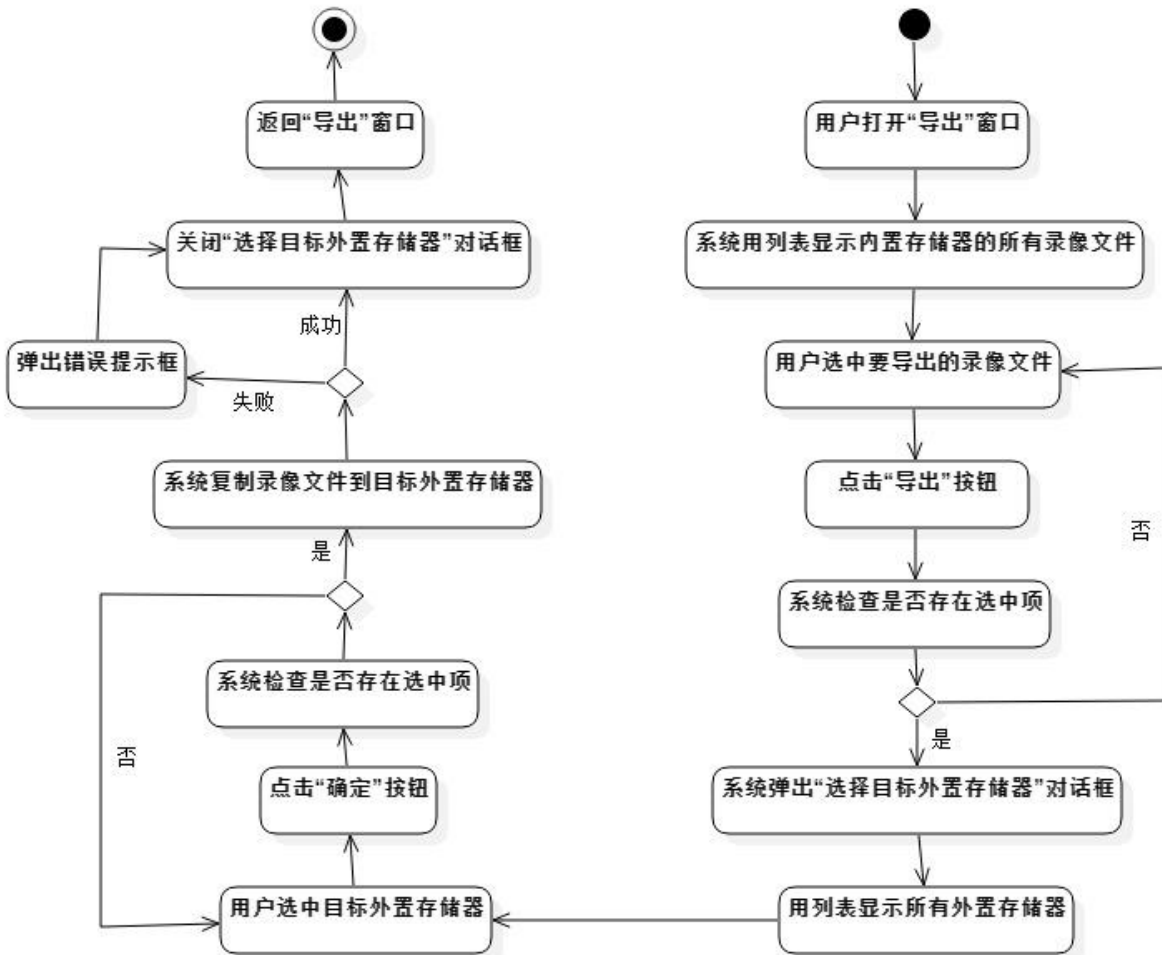 用户打开“导出”窗口
系统用列表显示内置存储器的所有录像文件
用户选中要导出的录像文件
点击“导出”按钮
否
系统检查是否存在选中项
是
系统弹出“选择目标外置存储器”对话框
用列表显示所有外置存储器
用户选中目标外置存储器
点击“确定”按钮
系统检查是否存在选中项
否
是
系统复制录像文件到目标外置存储器
失败
弹出错误提示框
成功
关闭“选择目标外置存储器”对话框
返回“导出”窗口